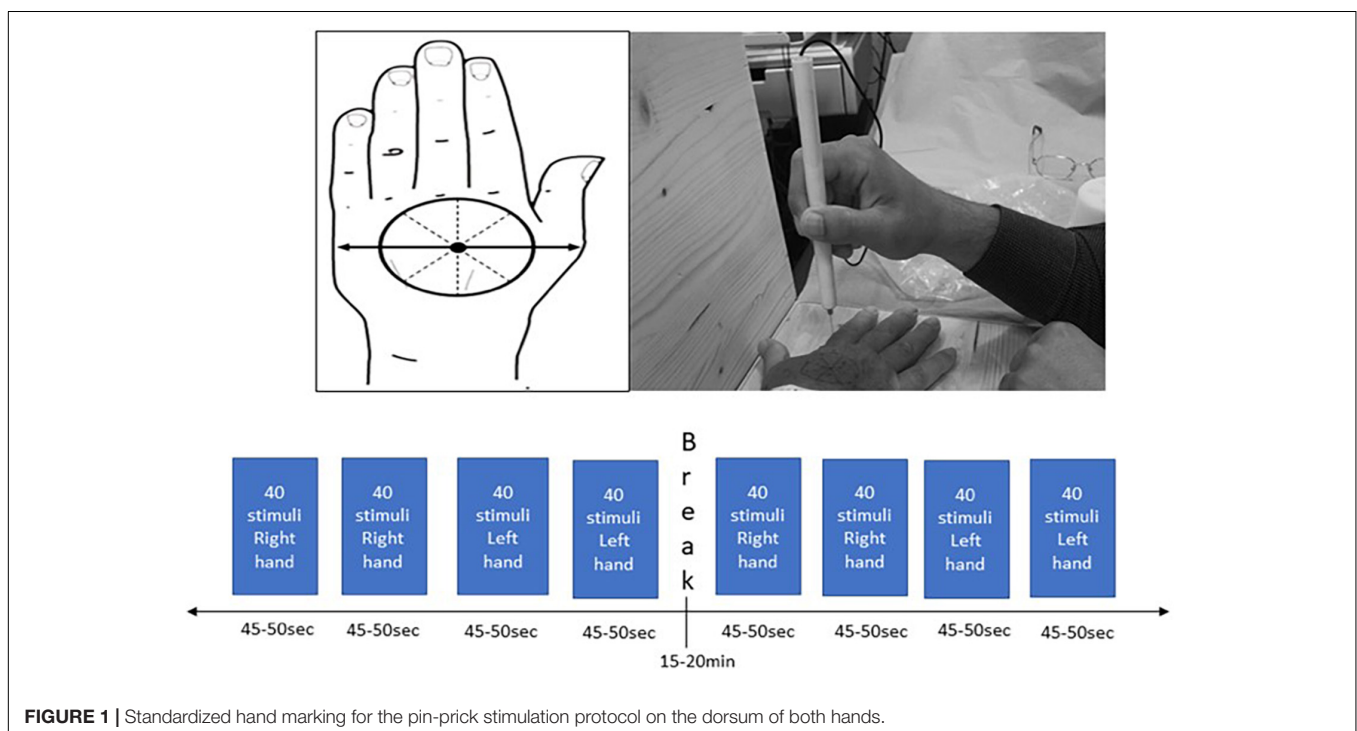 40
stimuli
Right
hand
40
stimuli
Right
hand
40
stimuli
Left
hand
40
stimuli
Left
hand
B
r
e
a
k
40
stimuli
Right
hand
40
stimuli
Right
hand
40
stimuli
Left
hand
40
stimuli
Left
hand
45-50sec 45-50sec 45-50sec 45-50sec 45-50sec 45-50sec 45-50sec 45-50sec
15-20min
FIGURE 1 | Standardized hand marking for the pin-prick stimulation protocol on the dorsum of both hands.